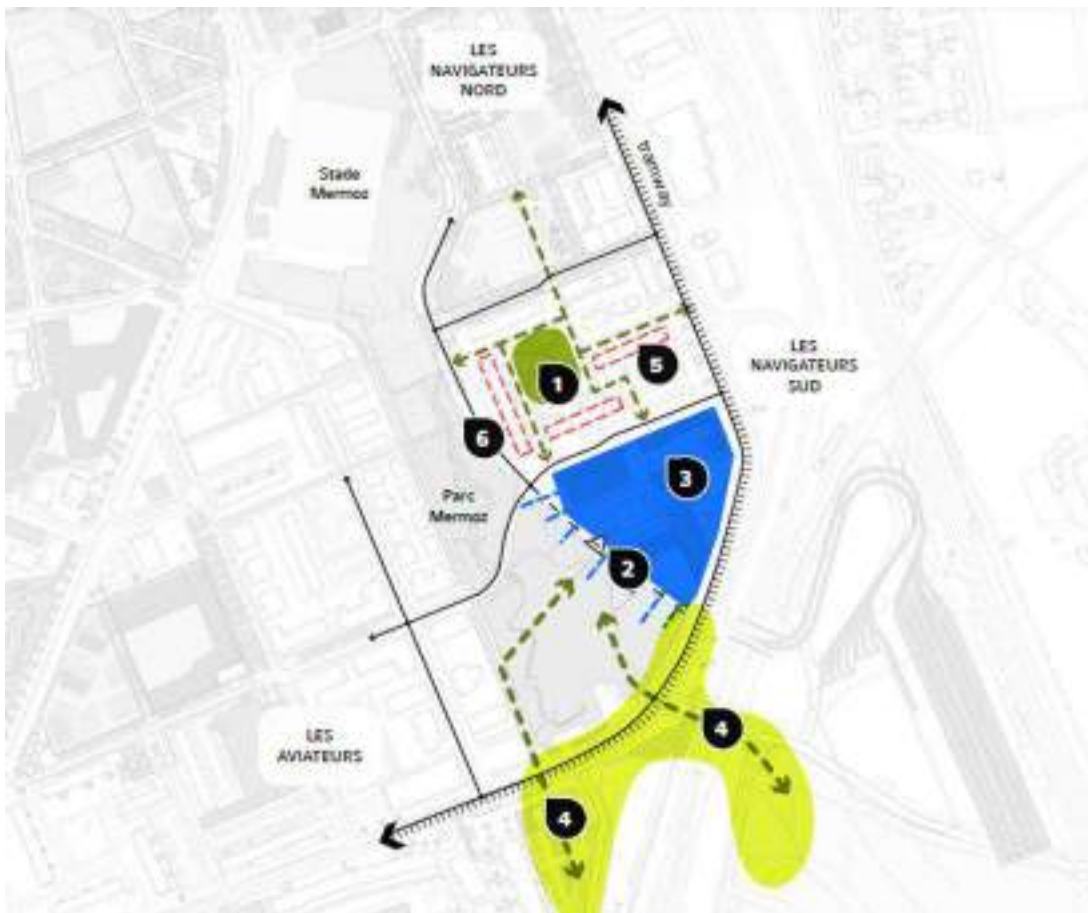 LES
NAVIGATEURS
NORD
Stade
Mermoz
tramway
LES
NAVIGATEURS
SUD
1
5
6
3
Parc
Mermoz
2
4
LES
AVIATEURS
4